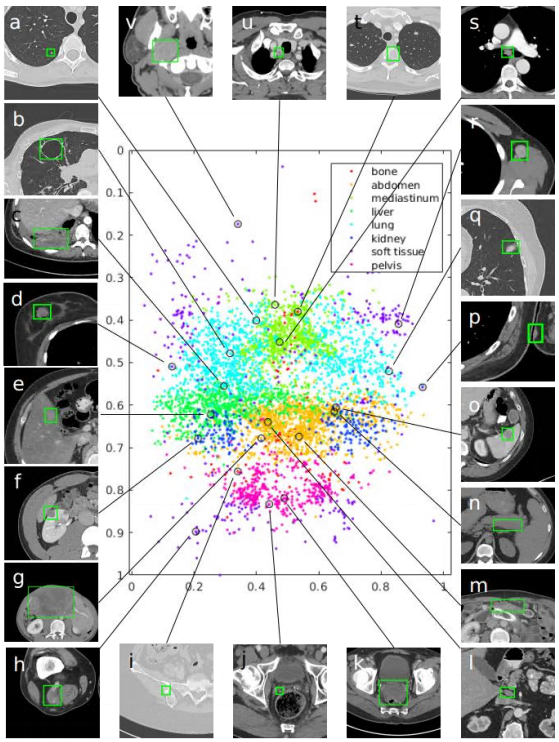 a
v
u
t
s
b
c
d
e
f
g
h
i
j
k
l
m
n
o
p
q
r
0
0.1
0.2
0.3
0.4
0.5
0.6
0.7
0.8
0.9
1
0
0.2
0.4
0.6
0.8
1
bone
abdomen
mediastinum
liver
lung
kidney
soft tissue
pelvis